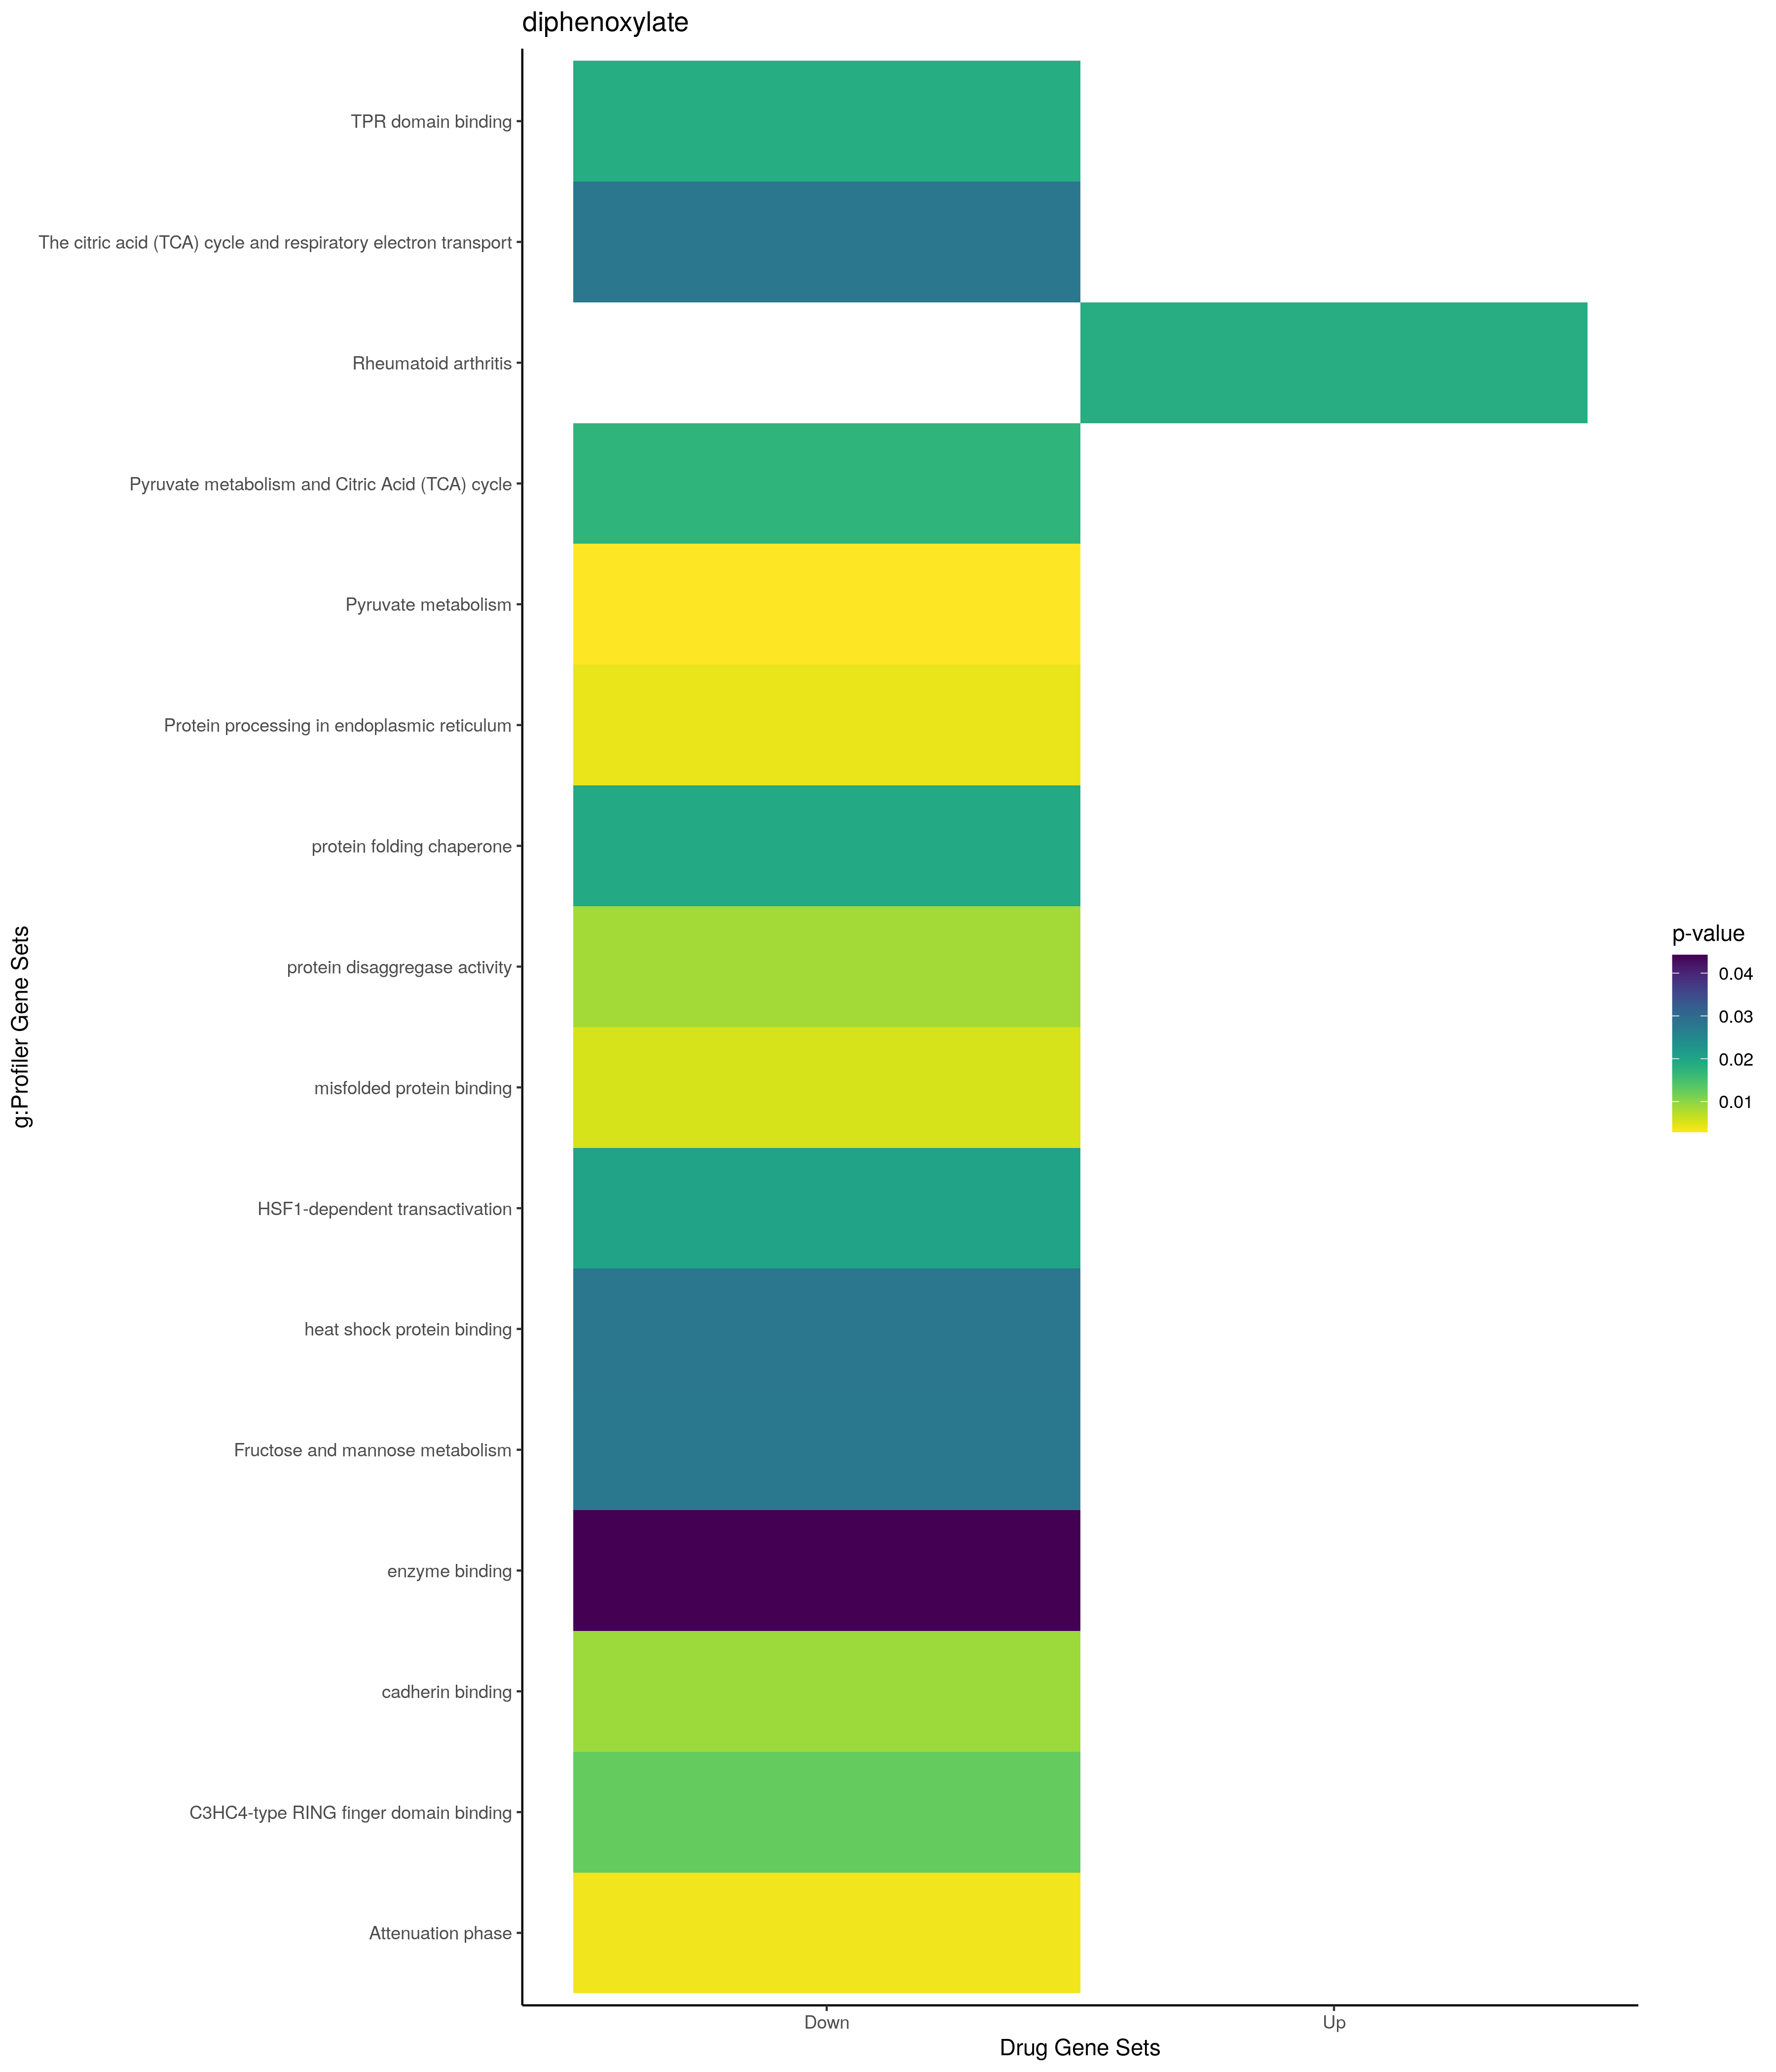 diphenoxylate
TPR domain binding
The citric acid (TCA) cycle and respiratory electron transport
Rheumatoid arthritis
Pyruvate metabolism and Citric Acid (TCA) cycle
Pyruvate metabolism
Protein processing in endoplasmic reticulum
protein folding chaperone
protein disaggregase activity
misfolded protein binding
HSF1-dependent transactivation
heat shock protein binding
Fructose and mannose metabolism
enzyme binding
cadherin binding
C3HC4-type RING finger domain binding
Attenuation phase
g:Profiler Gene Sets
Down
Up
Drug Gene Sets
p-value
0.04
0.03
0.02
0.01